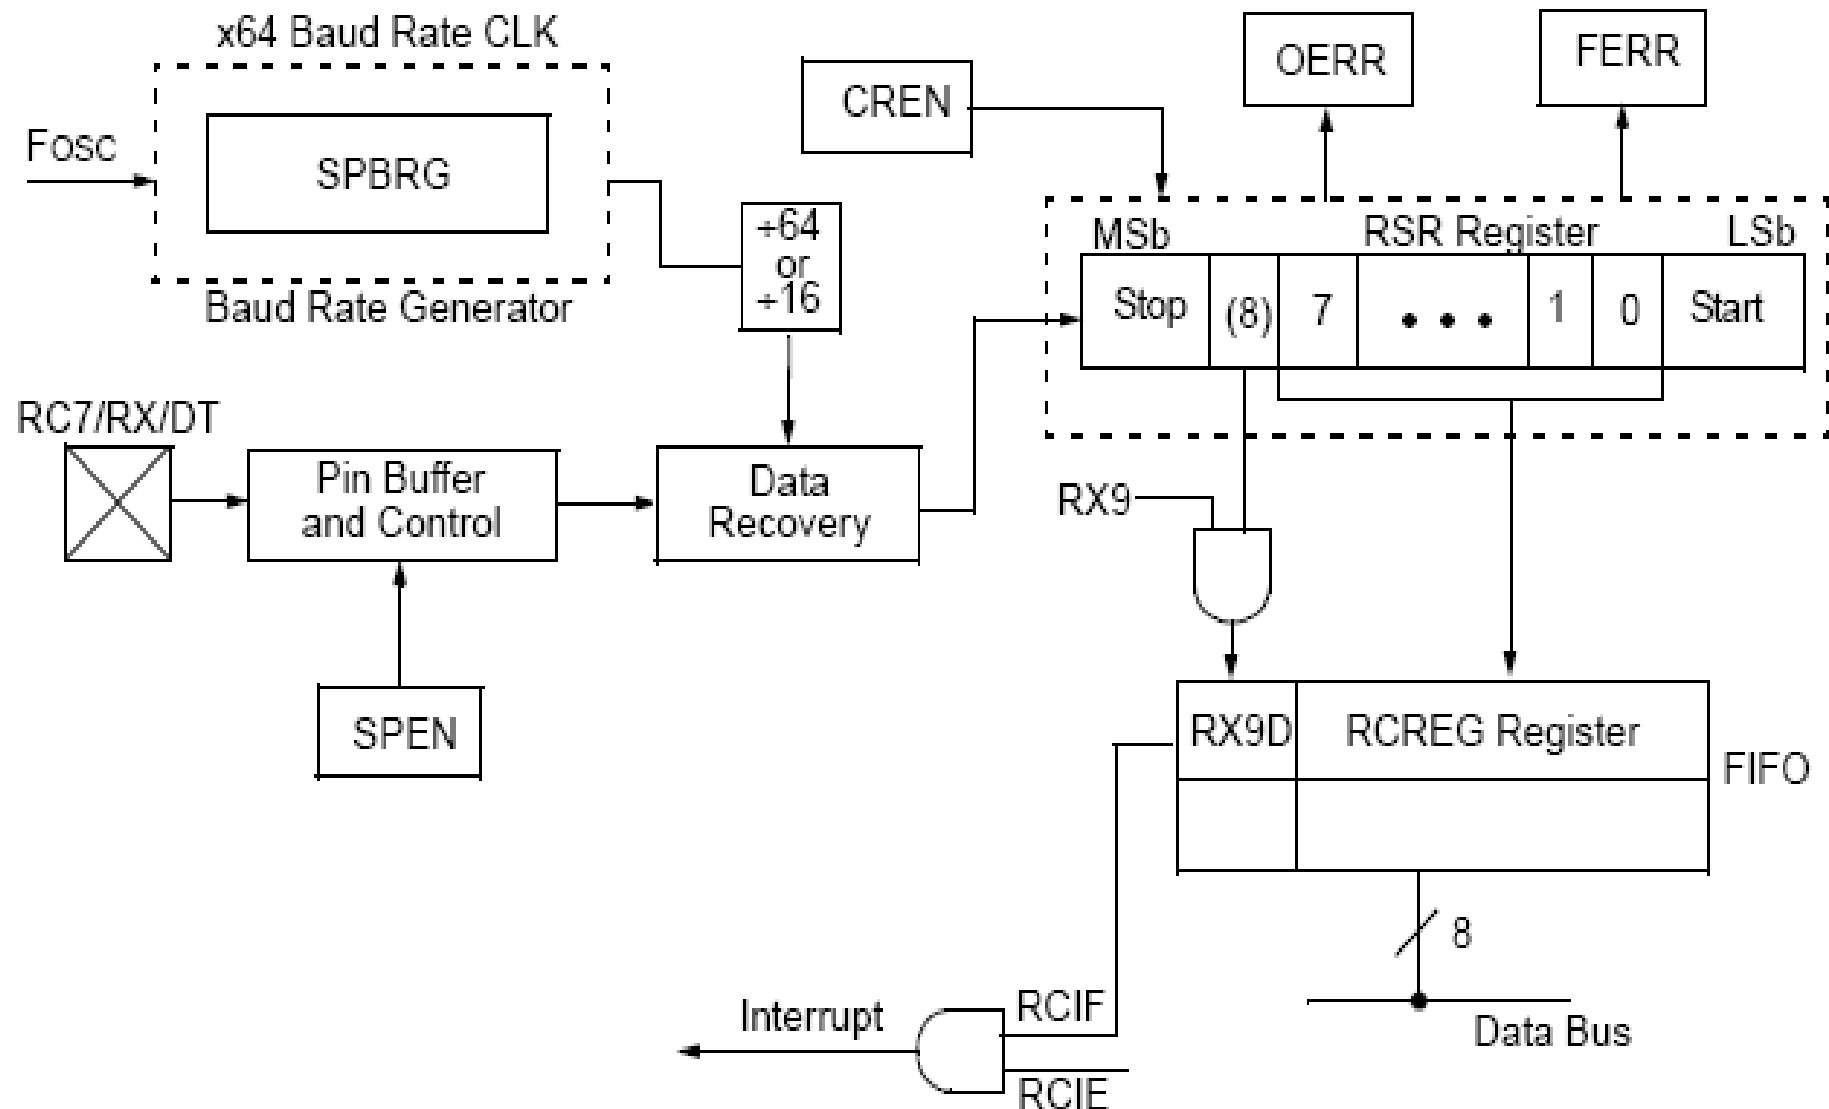 x64 Baud Rate CLK
Fosc
SPBRG
Baud Rate Generator
÷64
or
÷16
CREN
OERR
FERR
MSb
RSR Register
LSb
Stop
(8)
7
• • •
1
0
Start
RC7/RX/DT
Pin Buffer
and Control
Data
Recovery
SPEN
RX9
RX9D
RCREG Register
FIFO
8
Data Bus
Interrupt
RCIF
RCIE